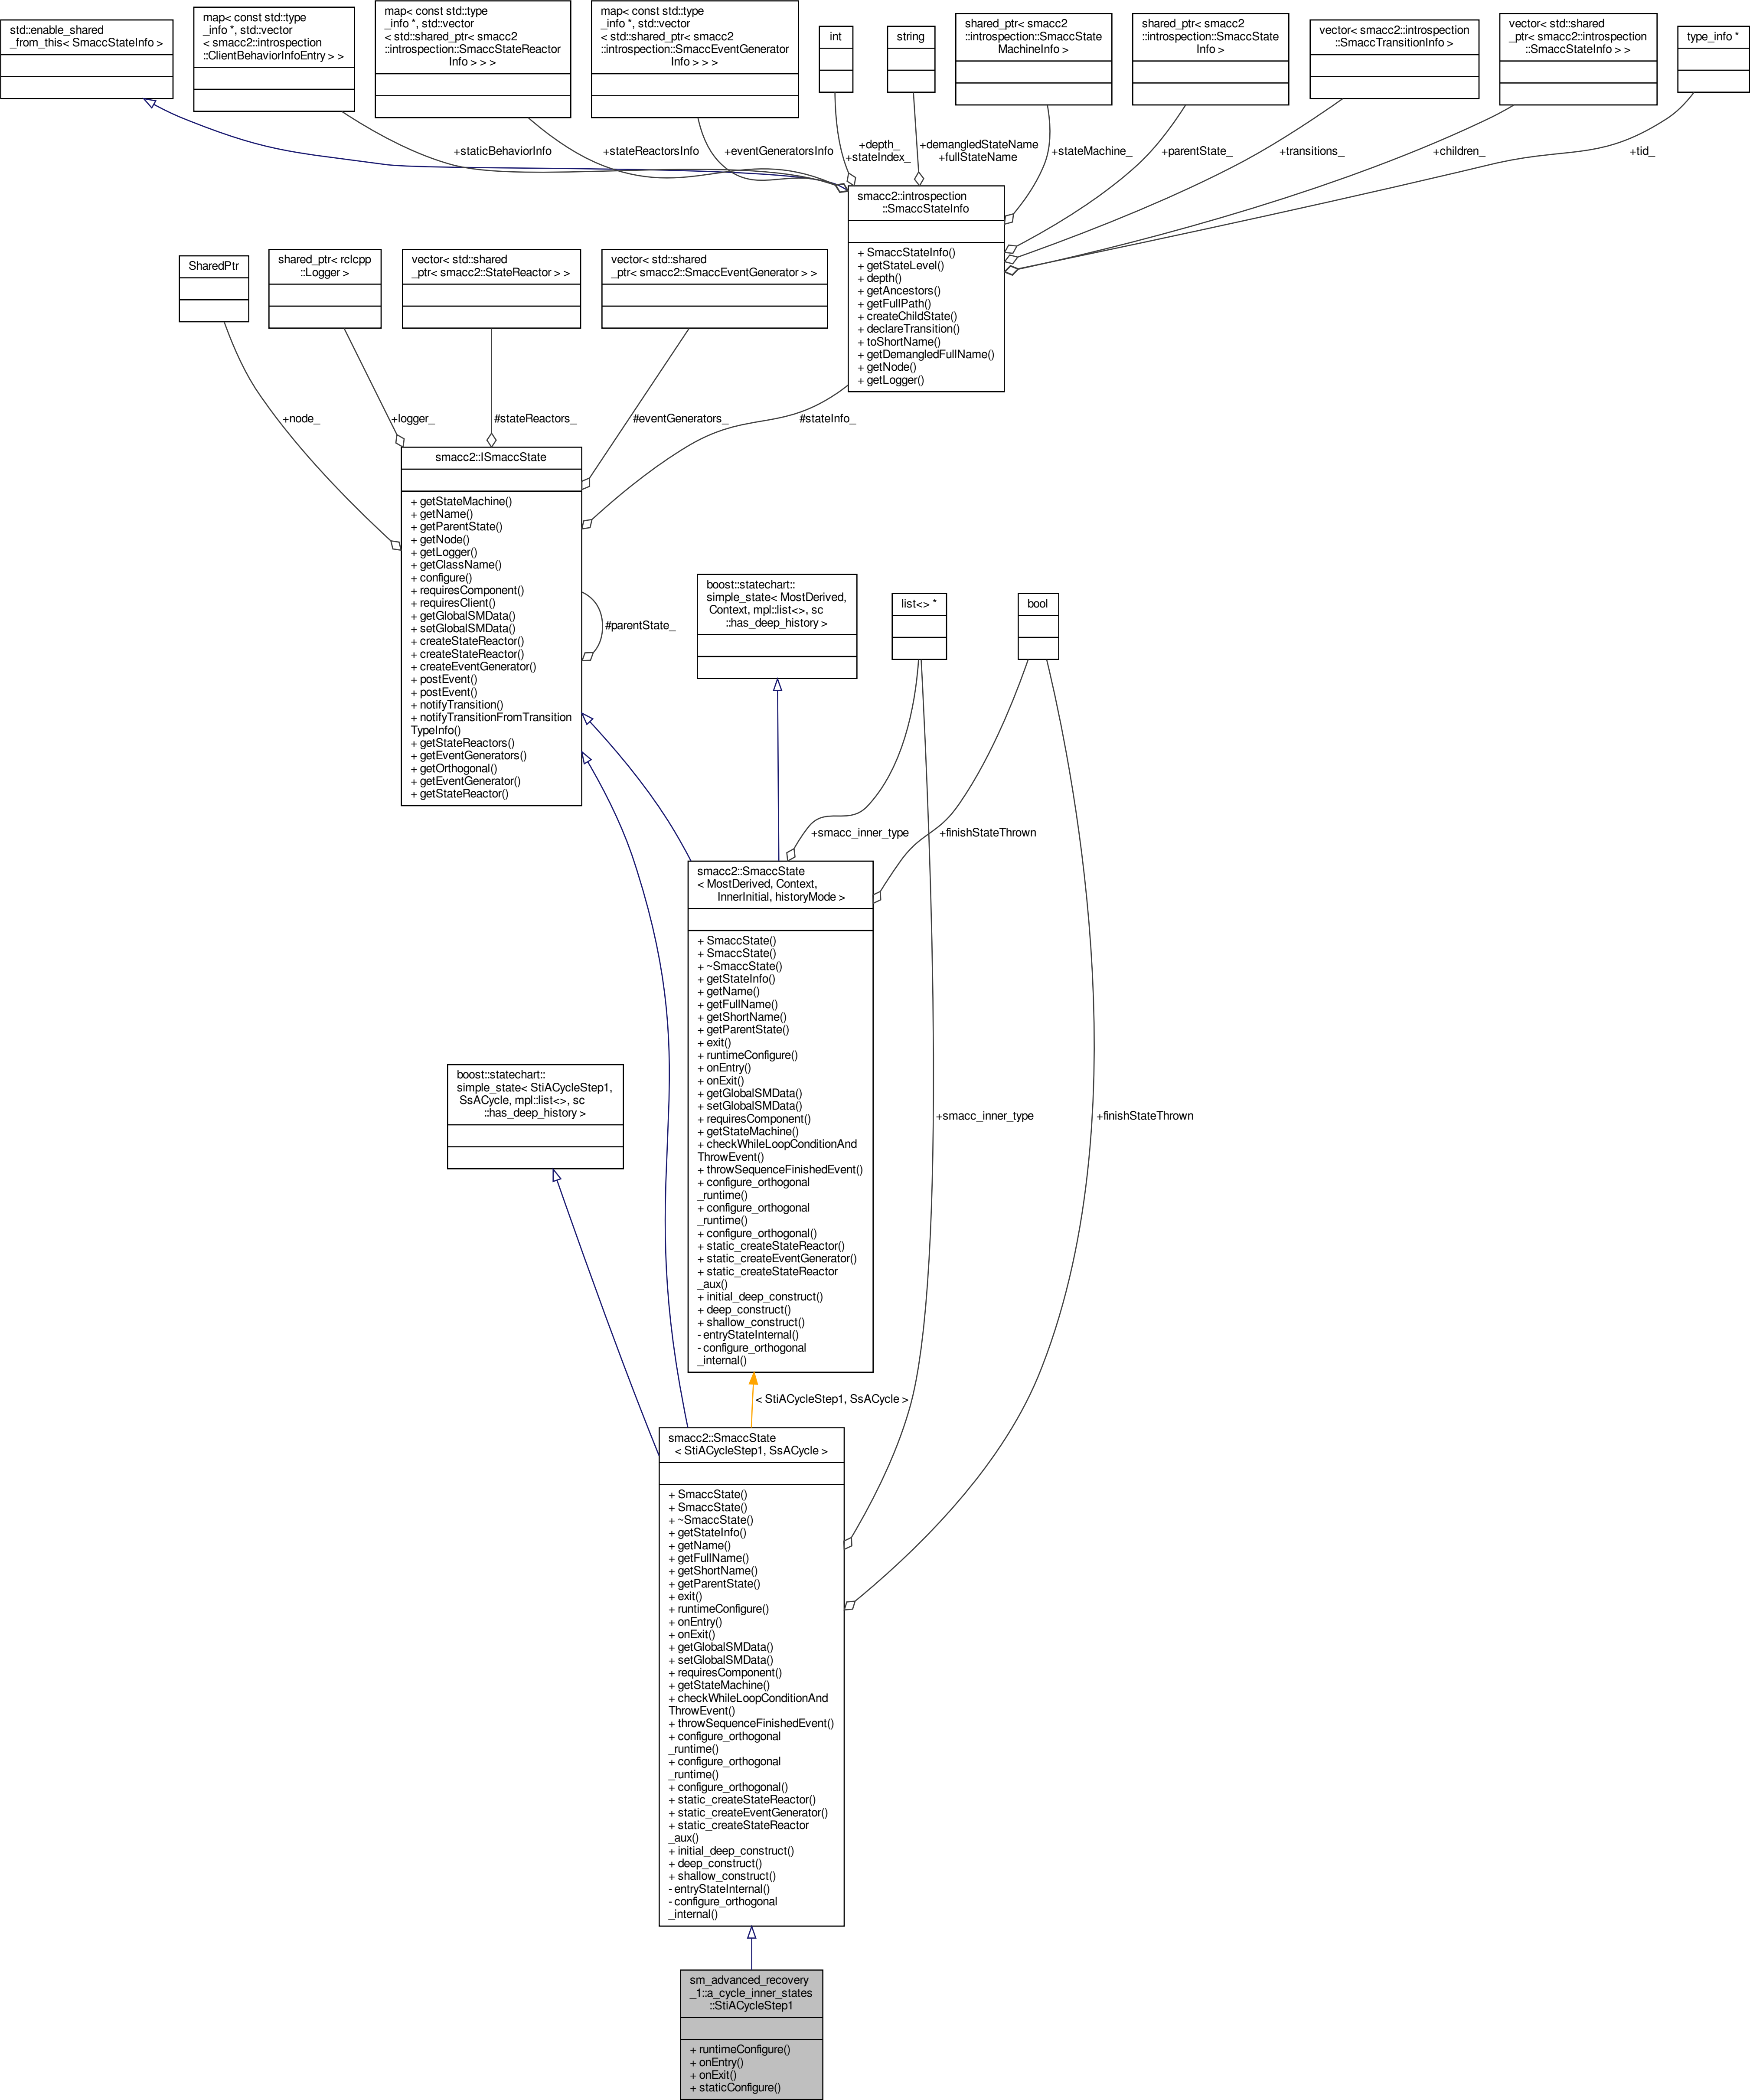 std::enable_shared
_from_this< SmaccStateInfo >
map< const std::type
_info *, std::vector
< smacc2::introspection
::ClientBehaviorInfoEntry > >
map< const std::type
_info *, std::vector
< std::shared_ptr< smacc2
::introspection::SmaccStateReactor
Info > > >
map< const std::type
_info *, std::vector
< std::shared_ptr< smacc2
::introspection::SmaccEventGenerator
Info > > >
int
string
shared_ptr< smacc2
::introspection::SmaccState
MachineInfo >
shared_ptr< smacc2
::introspection::SmaccState
Info >
vector< smacc2::introspection
::SmaccTransitionInfo >
vector< std::shared
_ptr< smacc2::introspection
::SmaccStateInfo > >
type_info *
+staticBehaviorInfo
+stateReactorsInfo
+eventGeneratorsInfo
+depth_
+stateIndex_
+demangledStateName
+fullStateName
+stateMachine_
+parentState_
+transitions_
+children_
+tid_
smacc2::introspection
::SmaccStateInfo
+ SmaccStateInfo()
+ getStateLevel()
+ depth()
+ getAncestors()
+ getFullPath()
+ createChildState()
+ declareTransition()
+ toShortName()
+ getDemangledFullName()
+ getNode()
+ getLogger()
SharedPtr
shared_ptr< rclcpp
::Logger >
vector< std::shared
_ptr< smacc2::StateReactor > >
vector< std::shared
_ptr< smacc2::SmaccEventGenerator > >
+node_
+logger_
#stateReactors_
#eventGenerators_
#stateInfo_
smacc2::ISmaccState
+ getStateMachine()
+ getName()
+ getParentState()
+ getNode()
+ getLogger()
+ getClassName()
+ configure()
+ requiresComponent()
+ requiresClient()
+ getGlobalSMData()
+ setGlobalSMData()
+ createStateReactor()
+ createStateReactor()
+ createEventGenerator()
+ postEvent()
+ postEvent()
+ notifyTransition()
+ notifyTransitionFromTransition
TypeInfo()
+ getStateReactors()
+ getEventGenerators()
+ getOrthogonal()
+ getEventGenerator()
+ getStateReactor()
#parentState_
boost::statechart::
simple_state< MostDerived,
Context, mpl::list<>, sc
::has_deep_history >
list<> *
bool
+smacc_inner_type
+finishStateThrown
smacc2::SmaccState
< MostDerived, Context,
InnerInitial, historyMode >
+ SmaccState()
+ SmaccState()
+ ~SmaccState()
+ getStateInfo()
+ getName()
+ getFullName()
+ getShortName()
+ getParentState()
+ exit()
+ runtimeConfigure()
+ onEntry()
+ onExit()
+ getGlobalSMData()
+ setGlobalSMData()
+ requiresComponent()
+ getStateMachine()
+ checkWhileLoopConditionAnd
ThrowEvent()
+ throwSequenceFinishedEvent()
+ configure_orthogonal
_runtime()
+ configure_orthogonal
_runtime()
+ configure_orthogonal()
+ static_createStateReactor()
+ static_createEventGenerator()
+ static_createStateReactor
_aux()
+ initial_deep_construct()
+ deep_construct()
+ shallow_construct()
- entryStateInternal()
- configure_orthogonal
_internal()
boost::statechart::
simple_state< StiACycleStep1,
SsACycle, mpl::list<>, sc
::has_deep_history >
+smacc_inner_type
+finishStateThrown
< StiACycleStep1, SsACycle >
smacc2::SmaccState
< StiACycleStep1, SsACycle >
+ SmaccState()
+ SmaccState()
+ ~SmaccState()
+ getStateInfo()
+ getName()
+ getFullName()
+ getShortName()
+ getParentState()
+ exit()
+ runtimeConfigure()
+ onEntry()
+ onExit()
+ getGlobalSMData()
+ setGlobalSMData()
+ requiresComponent()
+ getStateMachine()
+ checkWhileLoopConditionAnd
ThrowEvent()
+ throwSequenceFinishedEvent()
+ configure_orthogonal
_runtime()
+ configure_orthogonal
_runtime()
+ configure_orthogonal()
+ static_createStateReactor()
+ static_createEventGenerator()
+ static_createStateReactor
_aux()
+ initial_deep_construct()
+ deep_construct()
+ shallow_construct()
- entryStateInternal()
- configure_orthogonal
_internal()
sm_advanced_recovery
_1::a_cycle_inner_states
::StiACycleStep1
+ runtimeConfigure()
+ onEntry()
+ onExit()
+ staticConfigure()